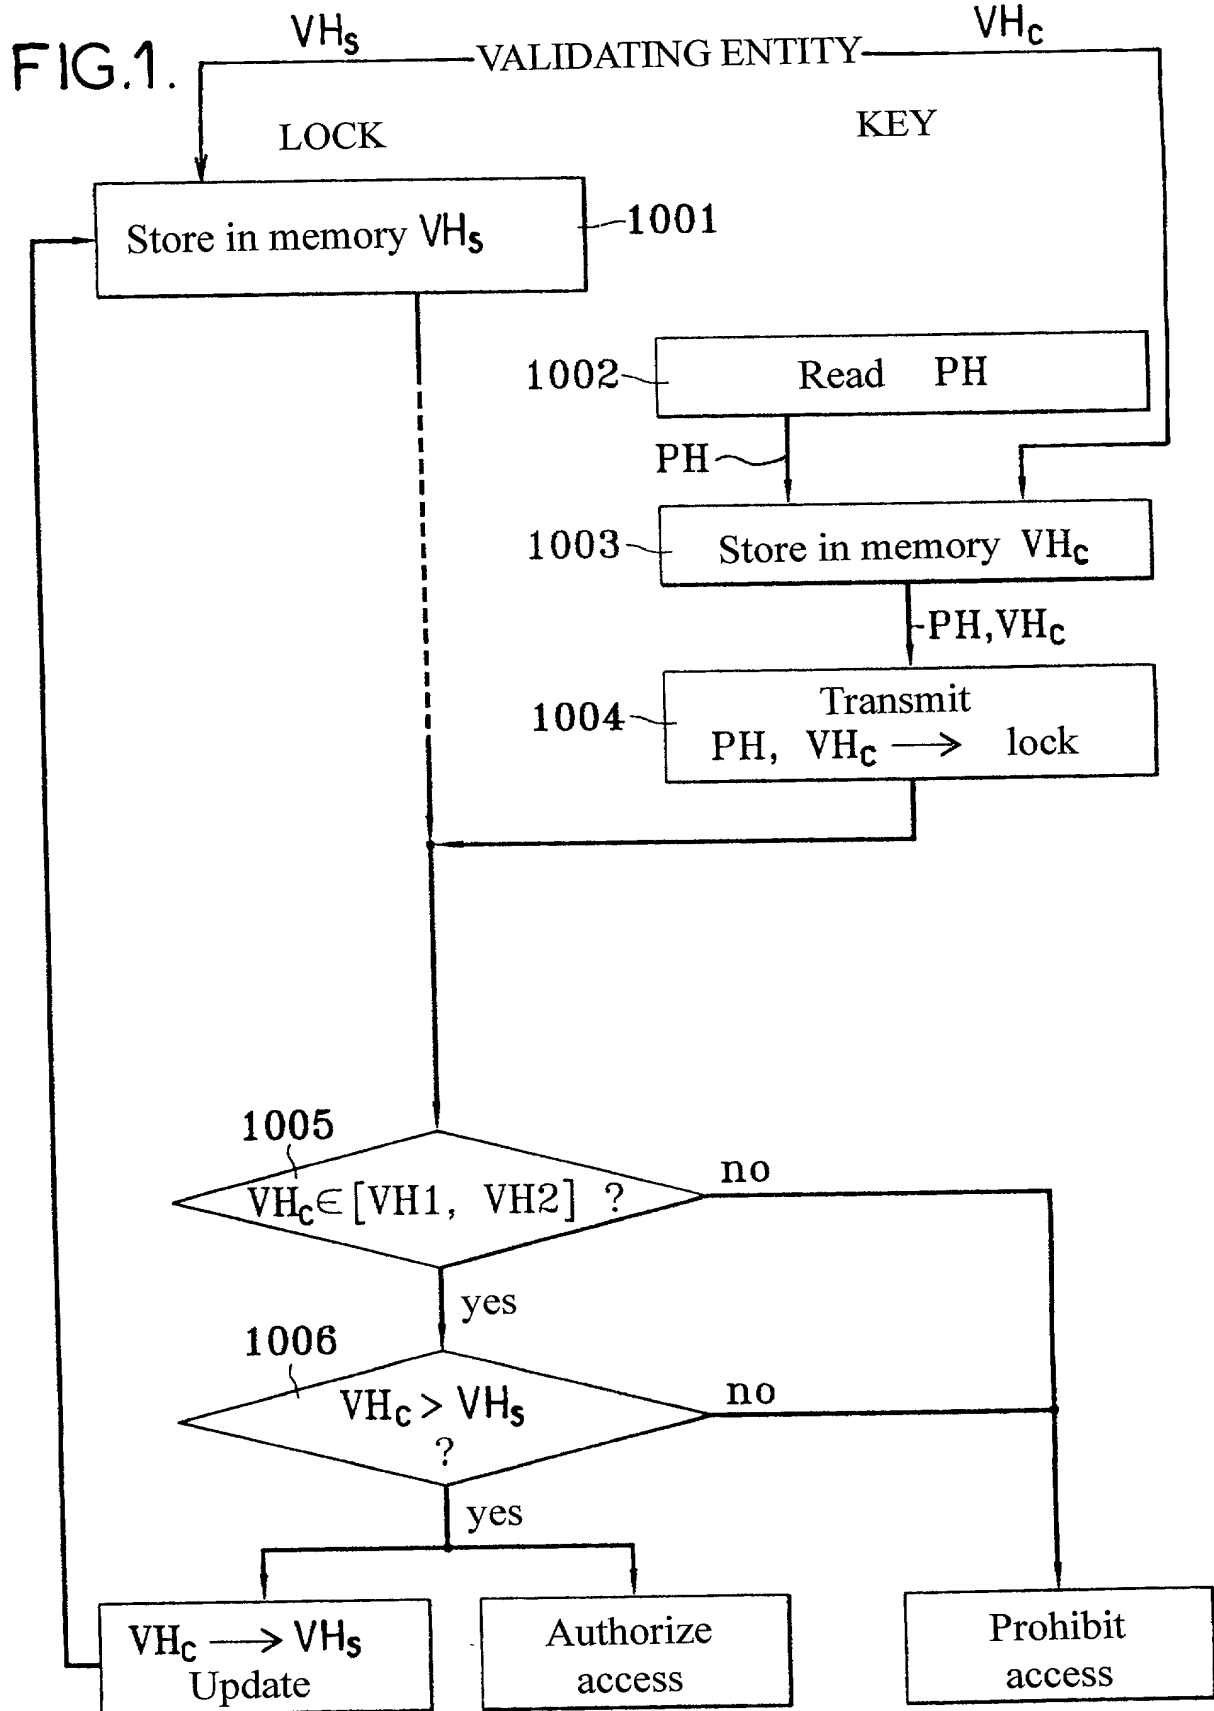 FIG.1.
VHS
VALIDATING ENTITY
VHC
LOCK
KEY
Store in memory VHS
1001
1002
Read PH
PH
1003
Store in memory VHC
PH, VHC
1004
Transmit
PH, VHC → lock
1005
VHC∈[VH1, VH2] ?
no
yes
1006
VHC > VHS
?
no
yes
VHC → VHS
Update
Authorize
access
Prohibit
access